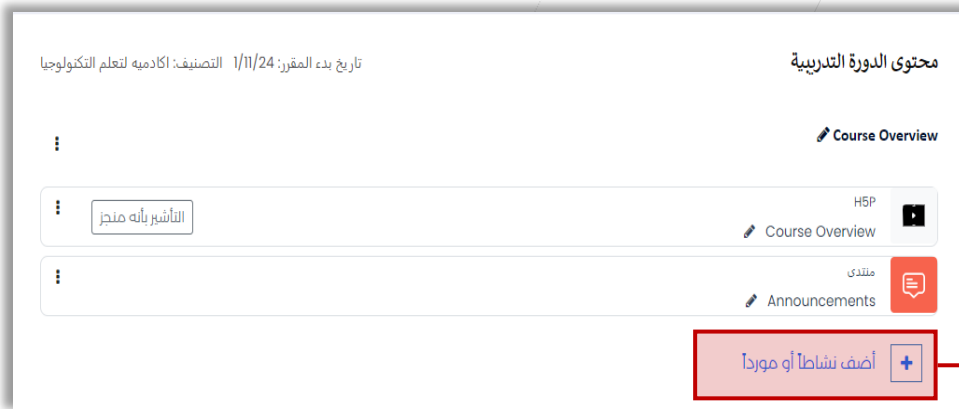 محتوى الدورة التدريبية
تاريخ بدء المقرر: 1/11/24 التصنيف: اكاديميه لتعلم التكنولوجيا
Course Overview
H5P
Course Overview
التأشير بأنه منجز
منتدى
Announcements
أضف نشاطاً أو مورداً